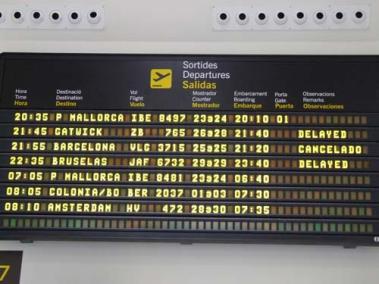 Sortides
Departures
Salidas
Hora Destinació Vol Mostrador Embarcament Porta Observacions
Time Destination Flight Counter Boarding Gate Remarks
Hora Destino Vuelo Mostrador Embarque Puerta Observaciones
20:35 P MALLORCA IBE 8497 23a24 20:10 01
21:45 GATWICK ZB 765 26a28 21:40 DELAYED
21:55 BARCELONA VLG 3715 25a25 21:20 CANCELADO
22:35 BRUSELAS JAF 6732 29a29 23:40 DELAYED
07:05 P MALLORCA IBE 8481 23a24 06:40
08:05 COLONIA/BO BER 2037 01a03 07:30
08:10 AMSTERDAM HV 472 28a30 07:35
7